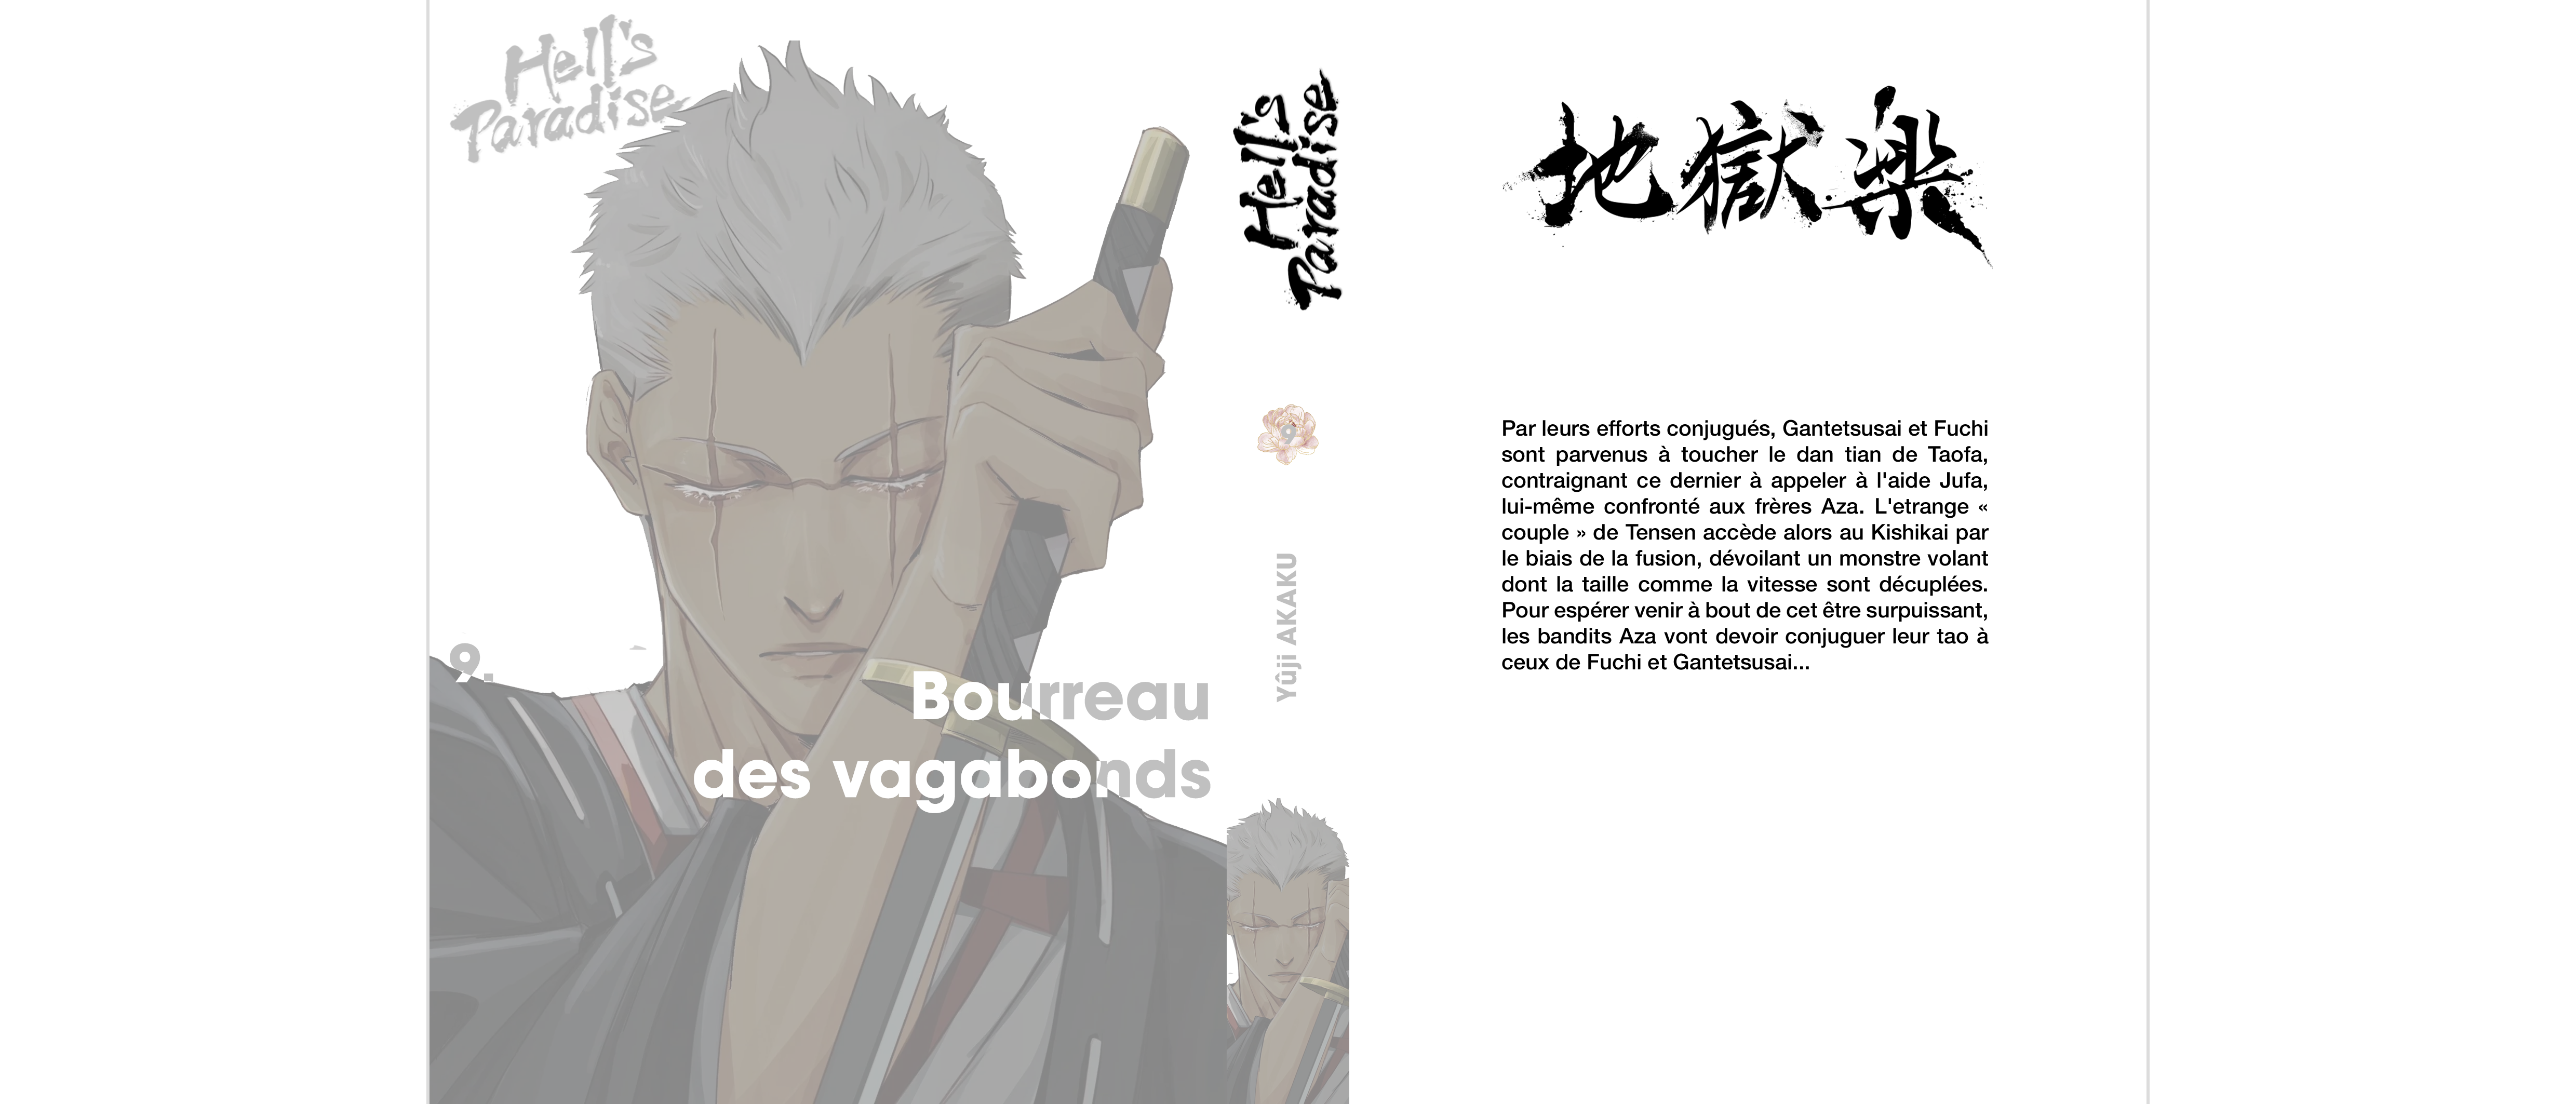 Hell's
Paradise
9.
Bourreau
des vagabonds
Hell's
Paradise
9
Yûji AKAKU
地獄楽
Par leurs efforts conjugués, Gantetsusai et Fuchi
sont parvenus à toucher le dan tian de Taofa,
contraignant ce dernier à appeler à l'aide Jufa,
lui-même confronté aux frères Aza. L'etrange «
couple » de Tensen accède alors au Kishikai par
le biais de la fusion, dévoilant un monstre volant
dont la taille comme la vitesse sont décuplées.
Pour espérer venir à bout de cet être surpuissant,
les bandits Aza vont devoir conjuguer leur tao à
ceux de Fuchi et Gantetsusai...